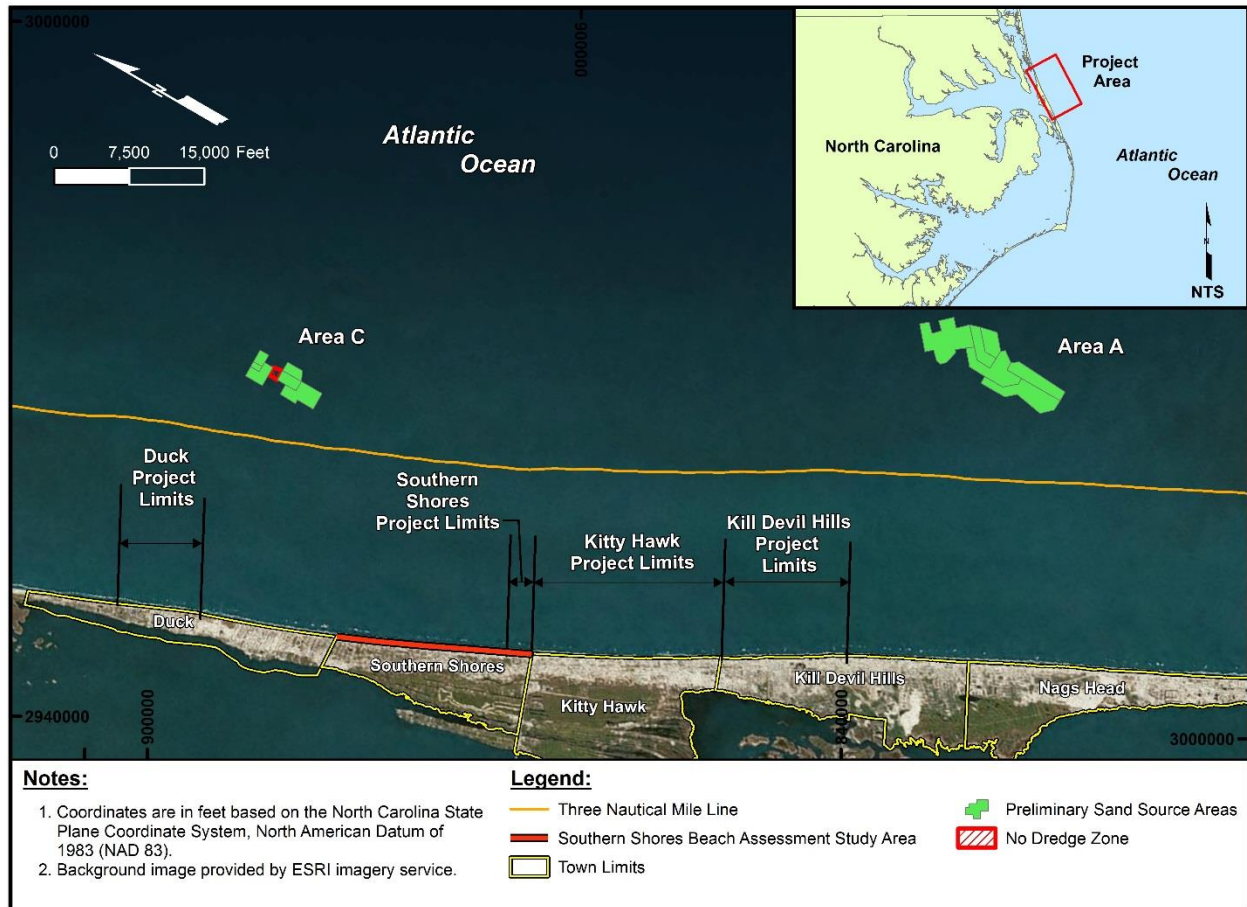 3000000
900000
N
0 7,500 15,000 Feet
Atlantic
Ocean
Project
Area
North Carolina
Atlantic
Ocean
N
NTS
Area C
Area A
Duck
Project
Limits
Southern
Shores
Project Limits
Kitty Hawk
Project Limits
Kill Devil Hills
Project
Limits
Duck
Southern Shores
Kitty Hawk
Kill Devil Hills
Nags Head
2940000
900000
840000
3000000
Notes:
1. Coordinates are in feet based on the North Carolina State
Plane Coordinate System, North American Datum of
1983 (NAD 83).
2. Background image provided by ESRI imagery service.
Legend:
Three Nautical Mile Line
Southern Shores Beach Assessment Study Area
Town Limits
Preliminary Sand Source Areas
No Dredge Zone